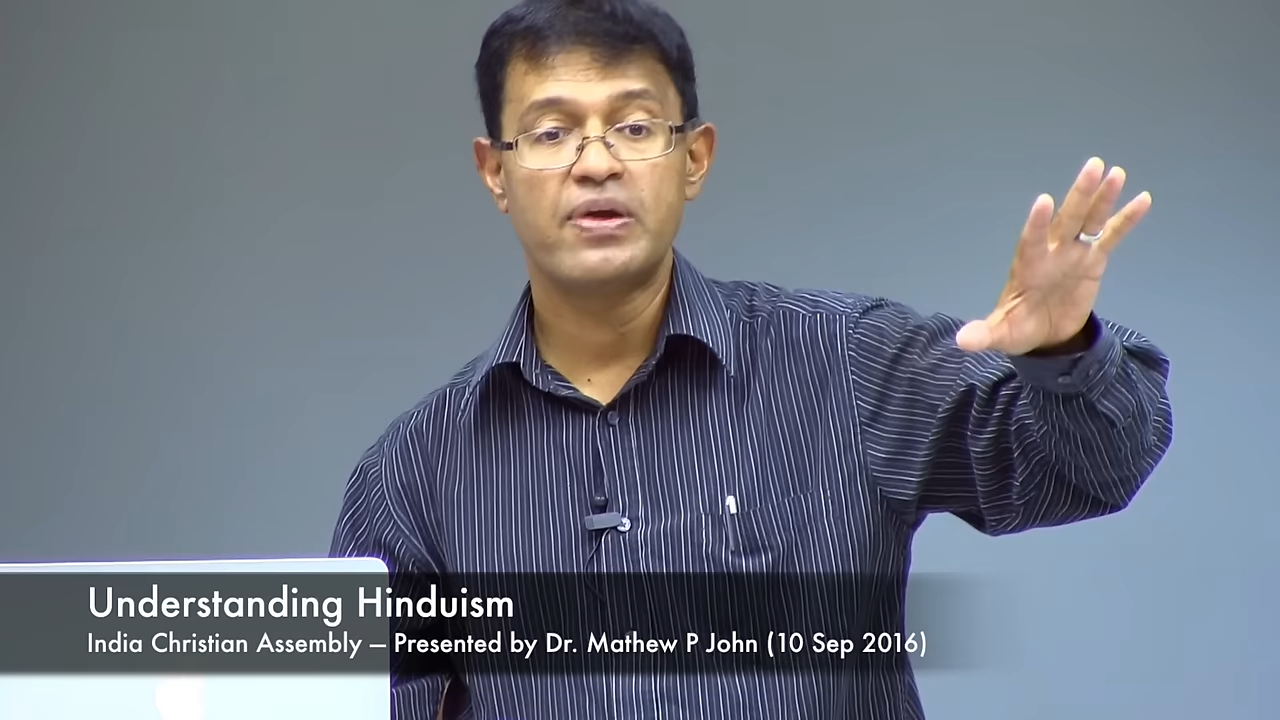 Understanding Hinduism
India Christian Assembly – Presented by Dr. Mathew P John (10 Sep 2016)